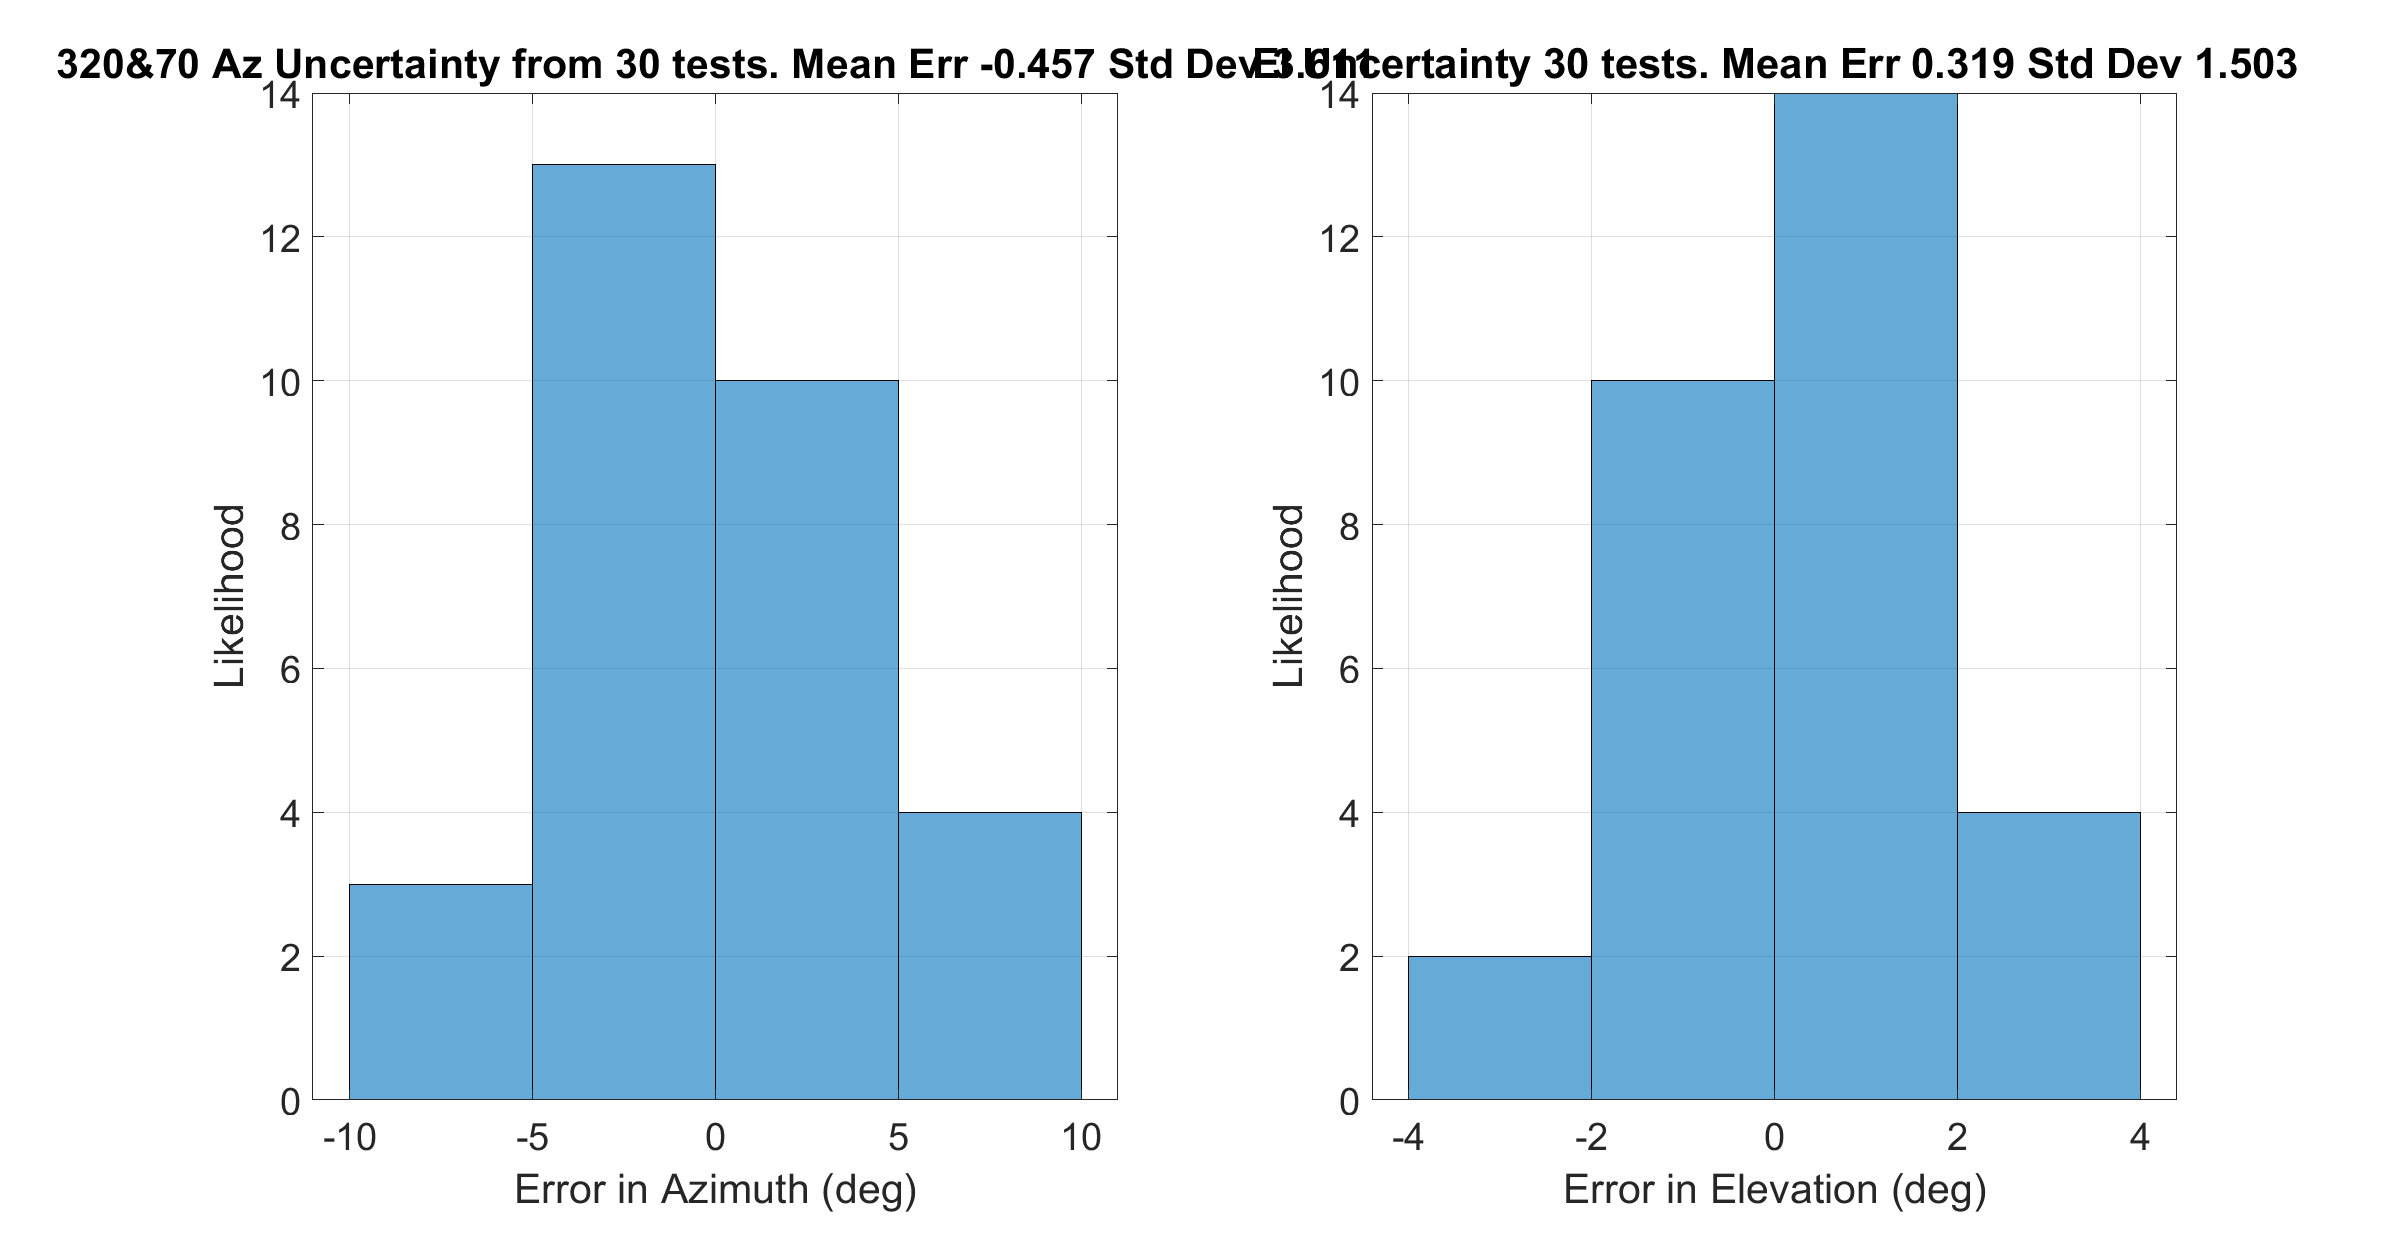 320&70 Az Uncertainty from 30 tests. Mean Err -0.457 Std Dev 3.611
El Uncertainty 30 tests. Mean Err 0.319 Std Dev 1.503
14
12
10
8
6
4
2
0
Likelihood
-10 -5 0 5 10
Error in Azimuth (deg)
14
12
10
8
6
4
2
0
Likelihood
-4 -2 0 2 4
Error in Elevation (deg)